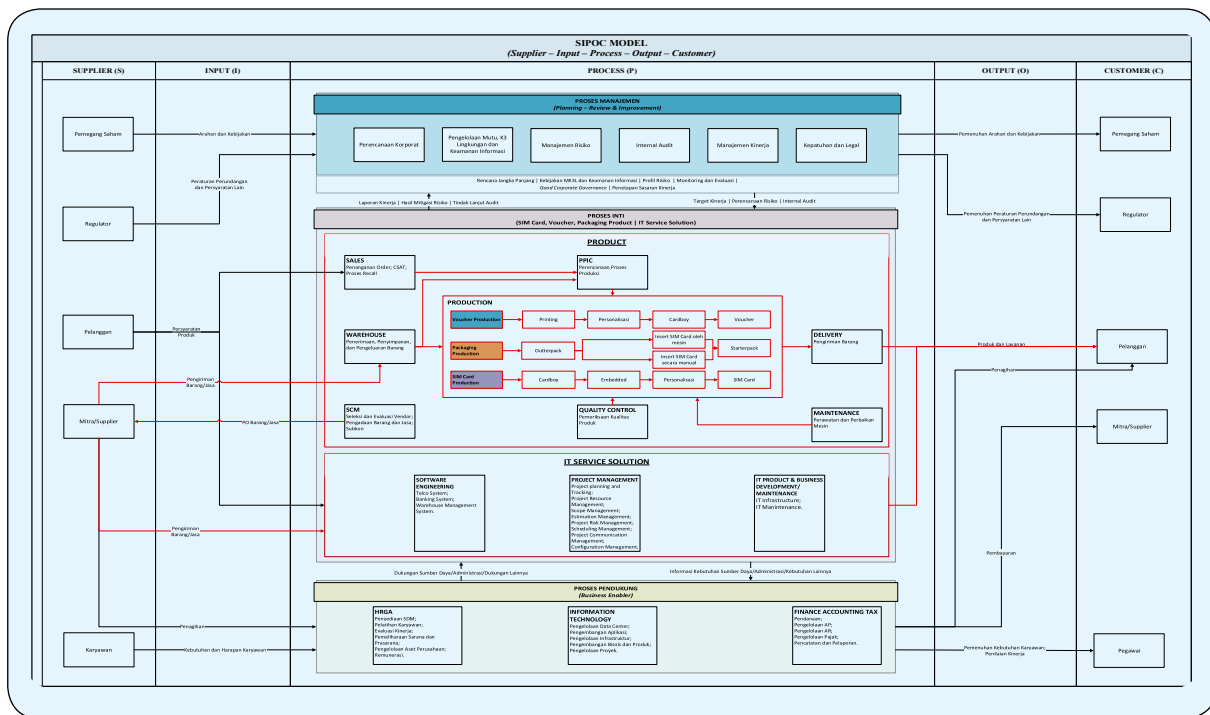 SIPOC MODEL
(Supplier – Input – Process – Output – Customer)
SUPPLIER (S)
INPUT (I)
PROCESS (P)
OUTPUT (O)
CUSTOMER (C)
Pemegang Saham
Regulator
Pelanggan
Mitra/Supplier
Karyawan
Arahan dan Kebijakan
Peraturan Perundangan
dan Persyaratan Lain
Persyaratan
Produk
Pengiriman
Barang/Jasa
PO Barang/Jasa
Pengiriman
Barang/Jasa
Penagihan
Kebutuhan dan Harapan Karyawan
PROSES MANAJEMEN
(Planning – Review & Improvement)
Perencanaan Korporat
Pengelolaan Mutu, K3
Lingkungan dan
Keamanan Informasi
Manajemen Risiko
Internal Audit
Manajemen Kinerja
Kepatuhan dan Legal
Rencana Jangka Panjang | Kebijakan MK3L dan Keamanan Informasi | Profil Risiko | Monitoring dan Evaluasi |
Good Corporate Governance | Penetapan Sasaran Kinerja
Laporan Kinerja | Hasil Mitigasi Risiko | Tindak Lanjut Audit
Target Kinerja | Perencanaan Risiko | Internal Audit
PROSES INTI
(SIM Card, Voucher, Packaging Product | IT Service Solution)
PRODUCT
SALES
Penanganan Order; CSAT;
Proses Recall
PPIC
Perencanaan Proses
Produksi
WAREHOUSE
Penerimaan, Penyimpanan,
dan Pengeluaran Barang
PRODUCTION
Voucher Production
Printing
Personalisasi
Cardboy
Voucher
Packaging
Production
Outterpack
Insert SIM Card oleh
mesin
Insert SIM Card
secara manual
Starterpack
SIM Card
Production
Cardboy
Embedded
Personalisasi
SIM Card
DELIVERY
Pengiriman Barang
SCM
Seleksi dan Evaluasi Vendor;
Pengadaan Barang dan Jasa;
Subkon
QUALITY CONTROL
Pemeriksaan Kualitas
Produk
MAINTENANCE
Perawatan dan Perbaikan
Mesin
IT SERVICE SOLUTION
SOFTWARE
ENGINEERING
Telco System;
Banking System;
Warehouse Management
System.
PROJECT MANAGEMENT
Project planning and
Tracking;
Project Resource
Management;
Scope Management;
Estimation Management;
Project Risk Management;
Scheduling Management;
Project Communication
Management;
Configuration Management.
IT PRODUCT & BUSINESS
DEVELOPMENT/
MAINTENANCE
IT Infrastructure;
IT Manintenance.
Dukungan Sumber Daya/Administrasi/Dukungan Lainnya
Informasi Kebutuhan Sumber Daya/Administrasi/Kebutuhan Lainnya
PROSES PENDUKUNG
(Business Enabler)
HRGA
Penyediaan SDM;
Pelatihan Karyawan;
Evaluasi Kinerja;
Pemeliharaan Sarana dan
Prasarana;
Pengelolaan Aset Perusahaan;
Remunerasi.
INFORMATION
TECHNOLOGY
Pengelolaan Data Center;
Pengembangan Aplikasi;
Pengelolaan Infrastruktur;
Pengembangan Bisnis dan Produk;
Pengelolaan Proyek.
FINANCE ACCOUNTING TAX
Pendanaan;
Pengelolaan AP;
Pengelolaan AR;
Pengelolaan Pajak;
Pencatatan dan Pelaporan.
Pemenuhan Arahan dan Kebijakan
Pemenuhan Peraturan Perundangan
dan Persyaratan Lain
Produk dan Layanan
Penagihan
Pembayaran
Pemenuhan Kebutuhan Karyawan;
Penilaian Kinerja
Pemegang Saham
Regulator
Pelanggan
Mitra/Supplier
Pegawai